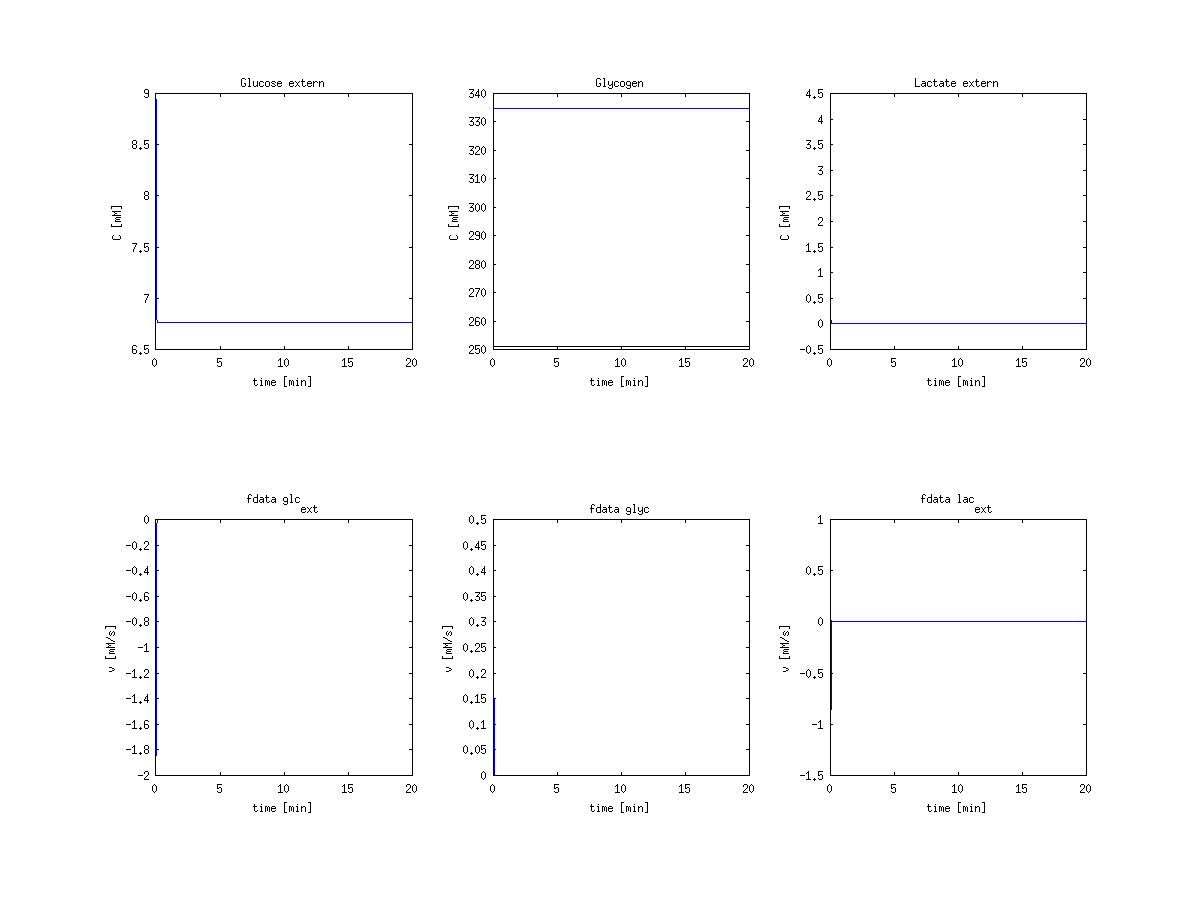 Glucose extern
9
8.5
8
7.5
7
6.5
C [mM]
0 5 10 15 20
time [min]
Glycogen
340
330
320
310
300
290
280
270
260
250
C [mM]
0 5 10 15 20
time [min]
Lactate extern
4.5
4
3.5
3
2.5
2
1.5
1
0.5
0
-0.5
C [mM]
0 5 10 15 20
time [min]
fdata glc
ext
0
-0.2
-0.4
-0.6
-0.8
-1
-1.2
-1.4
-1.6
-1.8
-2
v [mM/s]
0 5 10 15 20
time [min]
fdata glyc
0.5
0.45
0.4
0.35
0.3
0.25
0.2
0.15
0.1
0.05
0
v [mM/s]
0 5 10 15 20
time [min]
fdata lac
ext
1
0.5
0
-0.5
-1
-1.5
v [mM/s]
0 5 10 15 20
time [min]